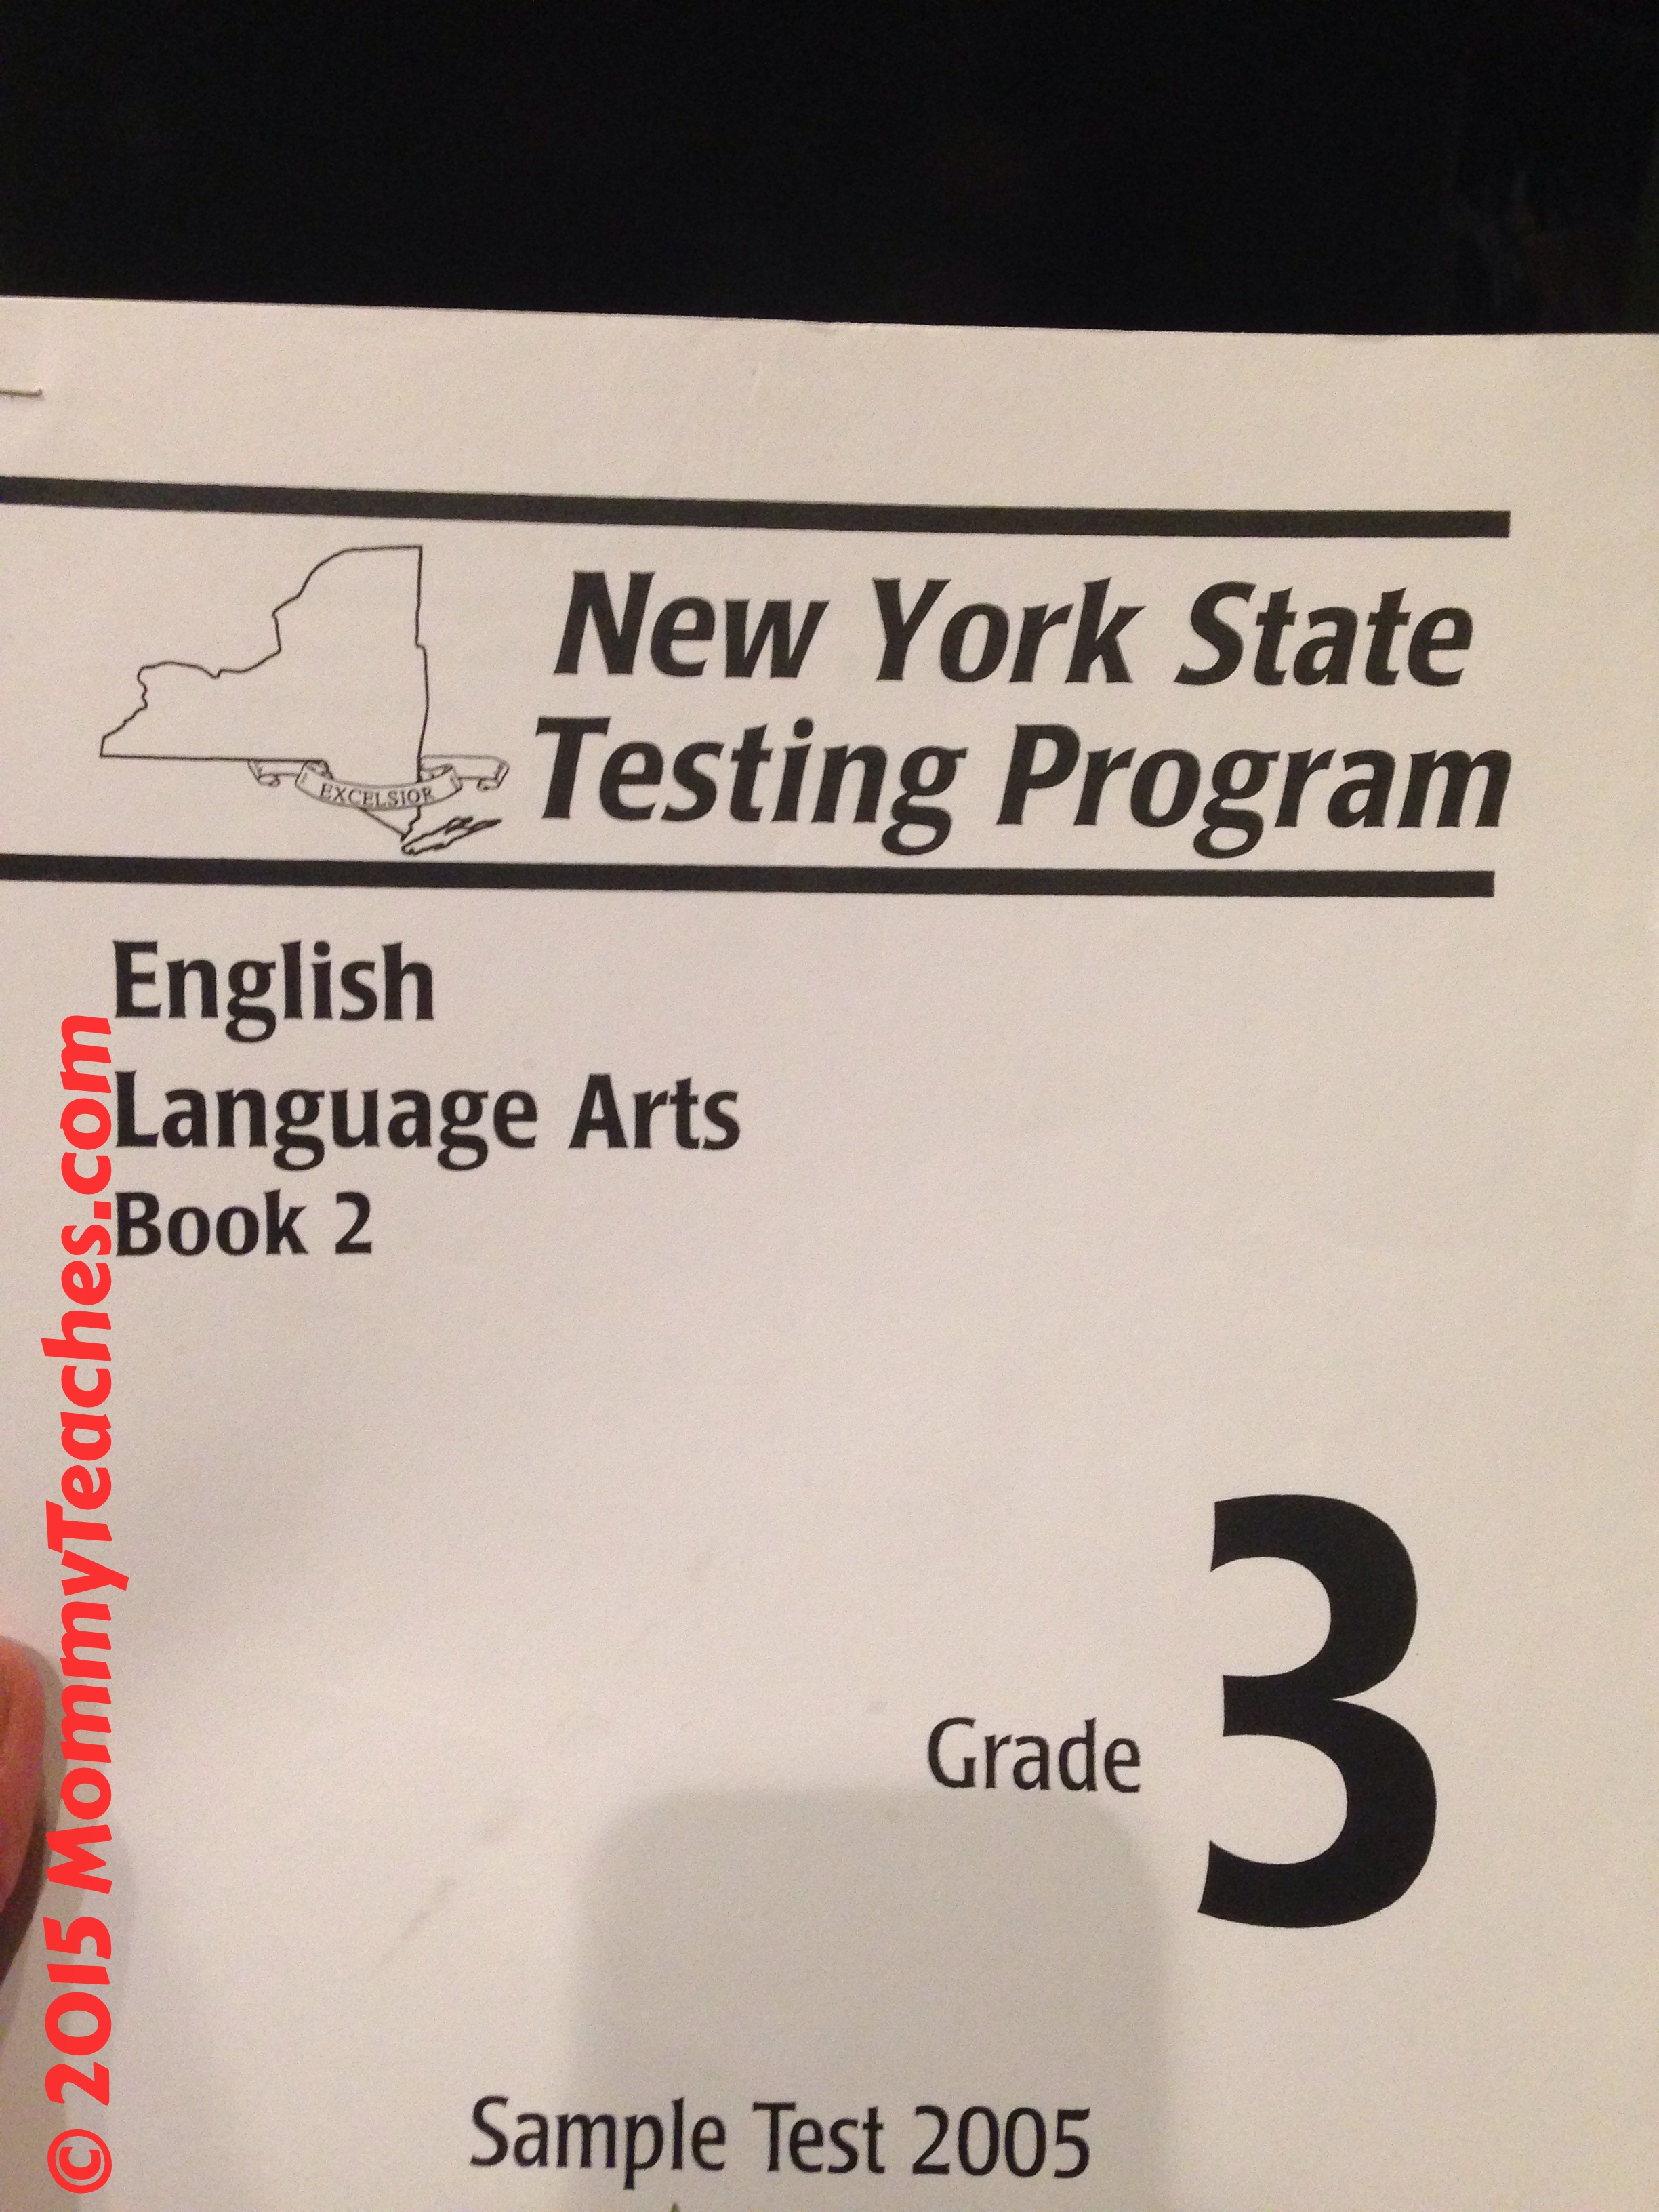 New York State
Testing Program
EXCELSIOR
English
Language Arts
Book 2
Grade 3
Sample Test 2005
© 2015 MommyTeaches.com